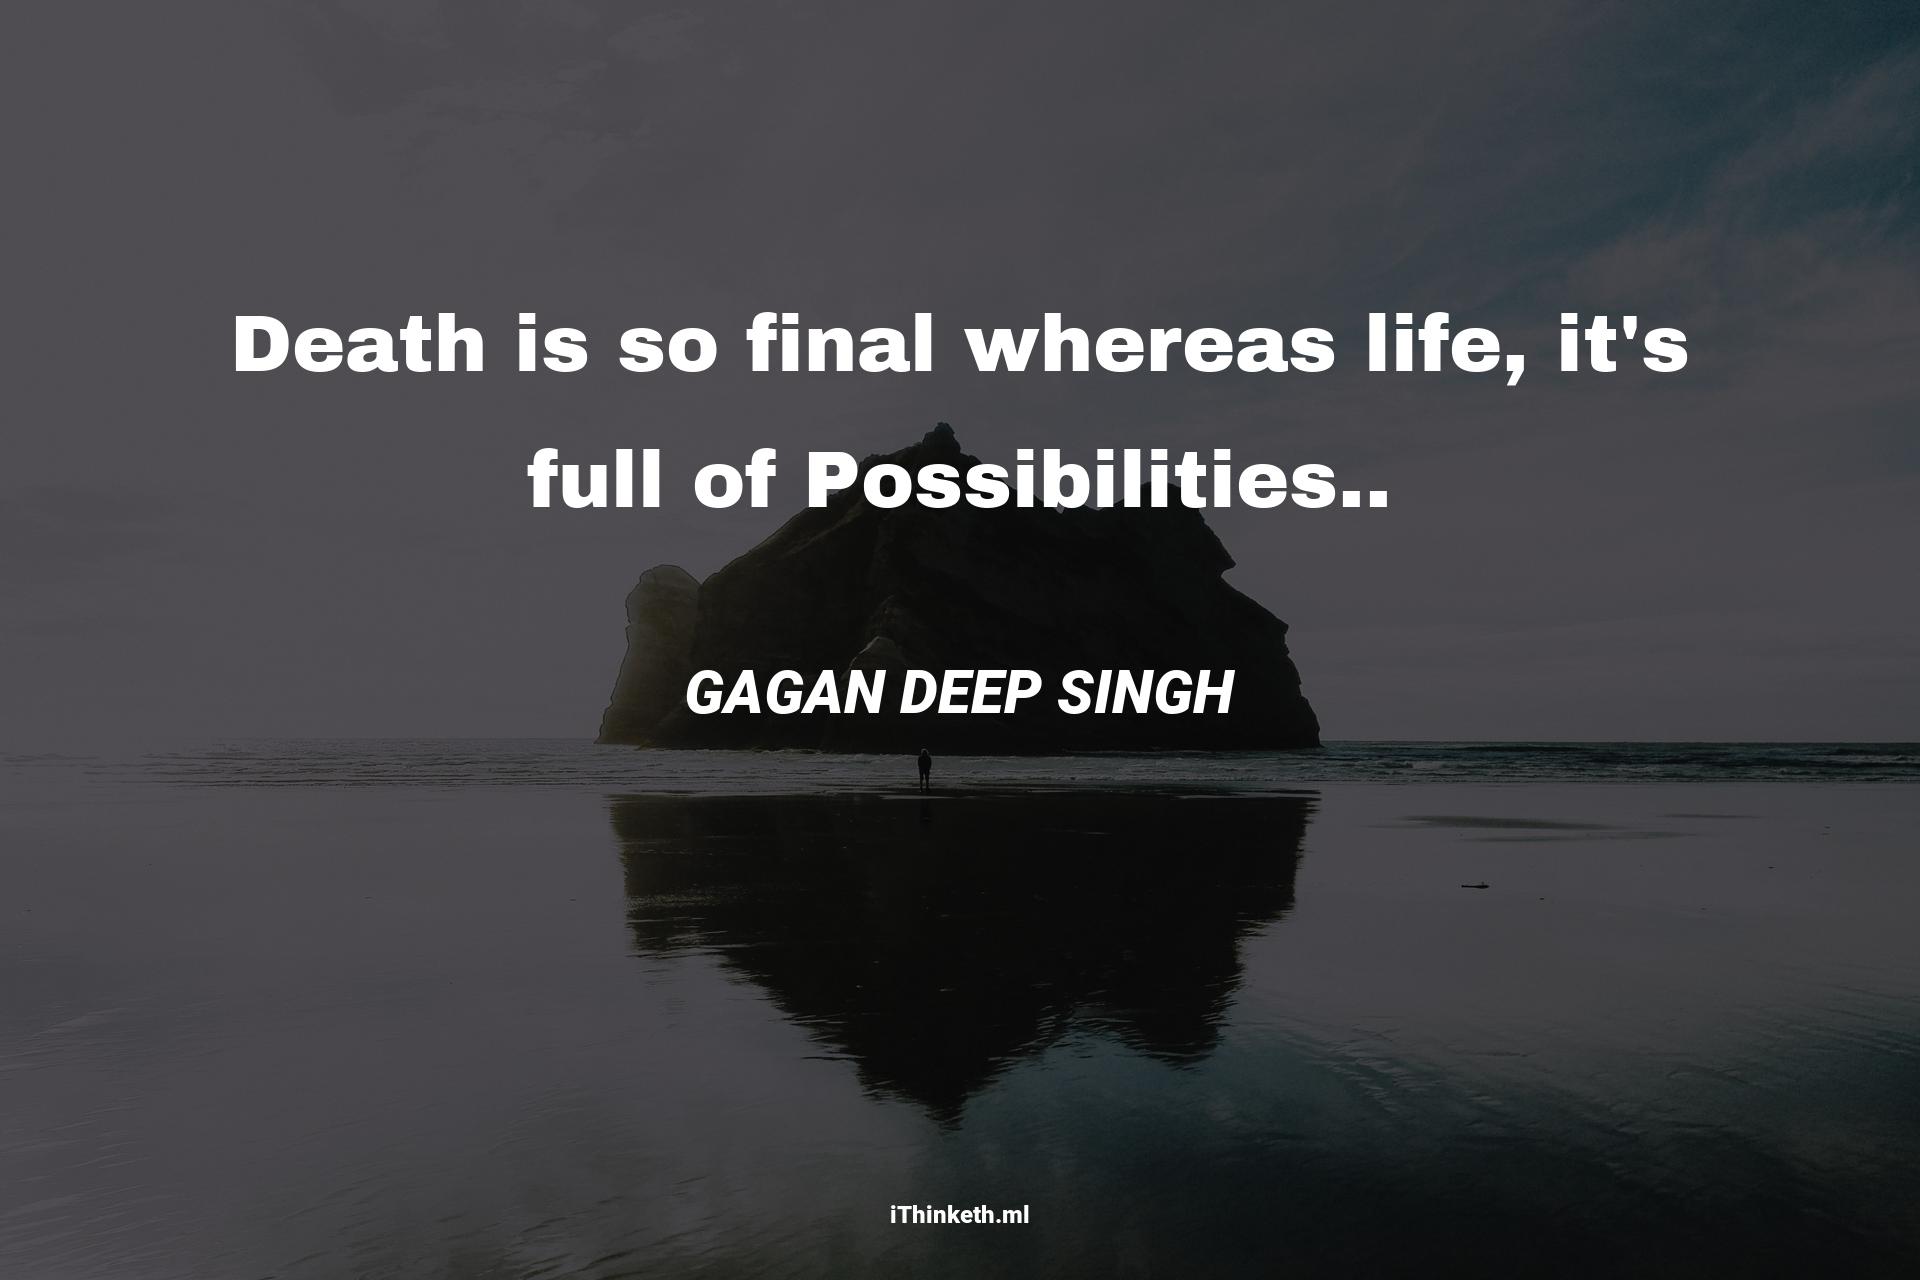 Death is so final whereas life, it's
full of Possibilities..
GAGAN DEEP SINGH
iThinketh.ml